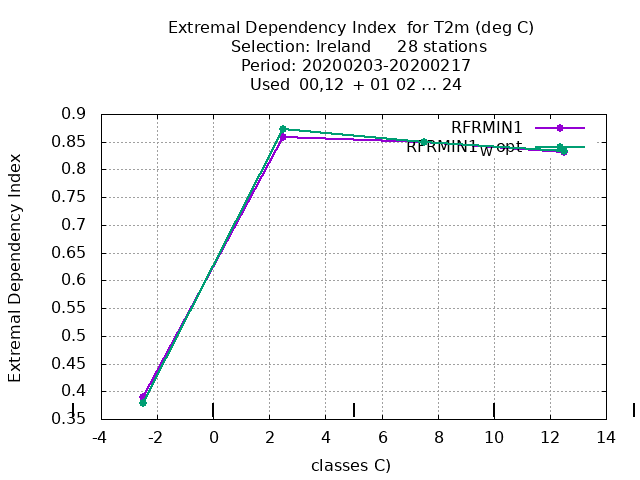 Extremal Dependency Index for T2m (deg C)
Selection: Ireland 28 stations
Period: 20200203-20200217
Used 00,12 + 01 02 ... 24
Extremal Dependency Index
0.9
0.85
0.8
0.75
0.7
0.65
0.6
0.55
0.5
0.45
0.4
0.35
RFRMIN1
RFRMIN1wopt
-4 -2 0 2 4 6 8 10 12 14
classes C)